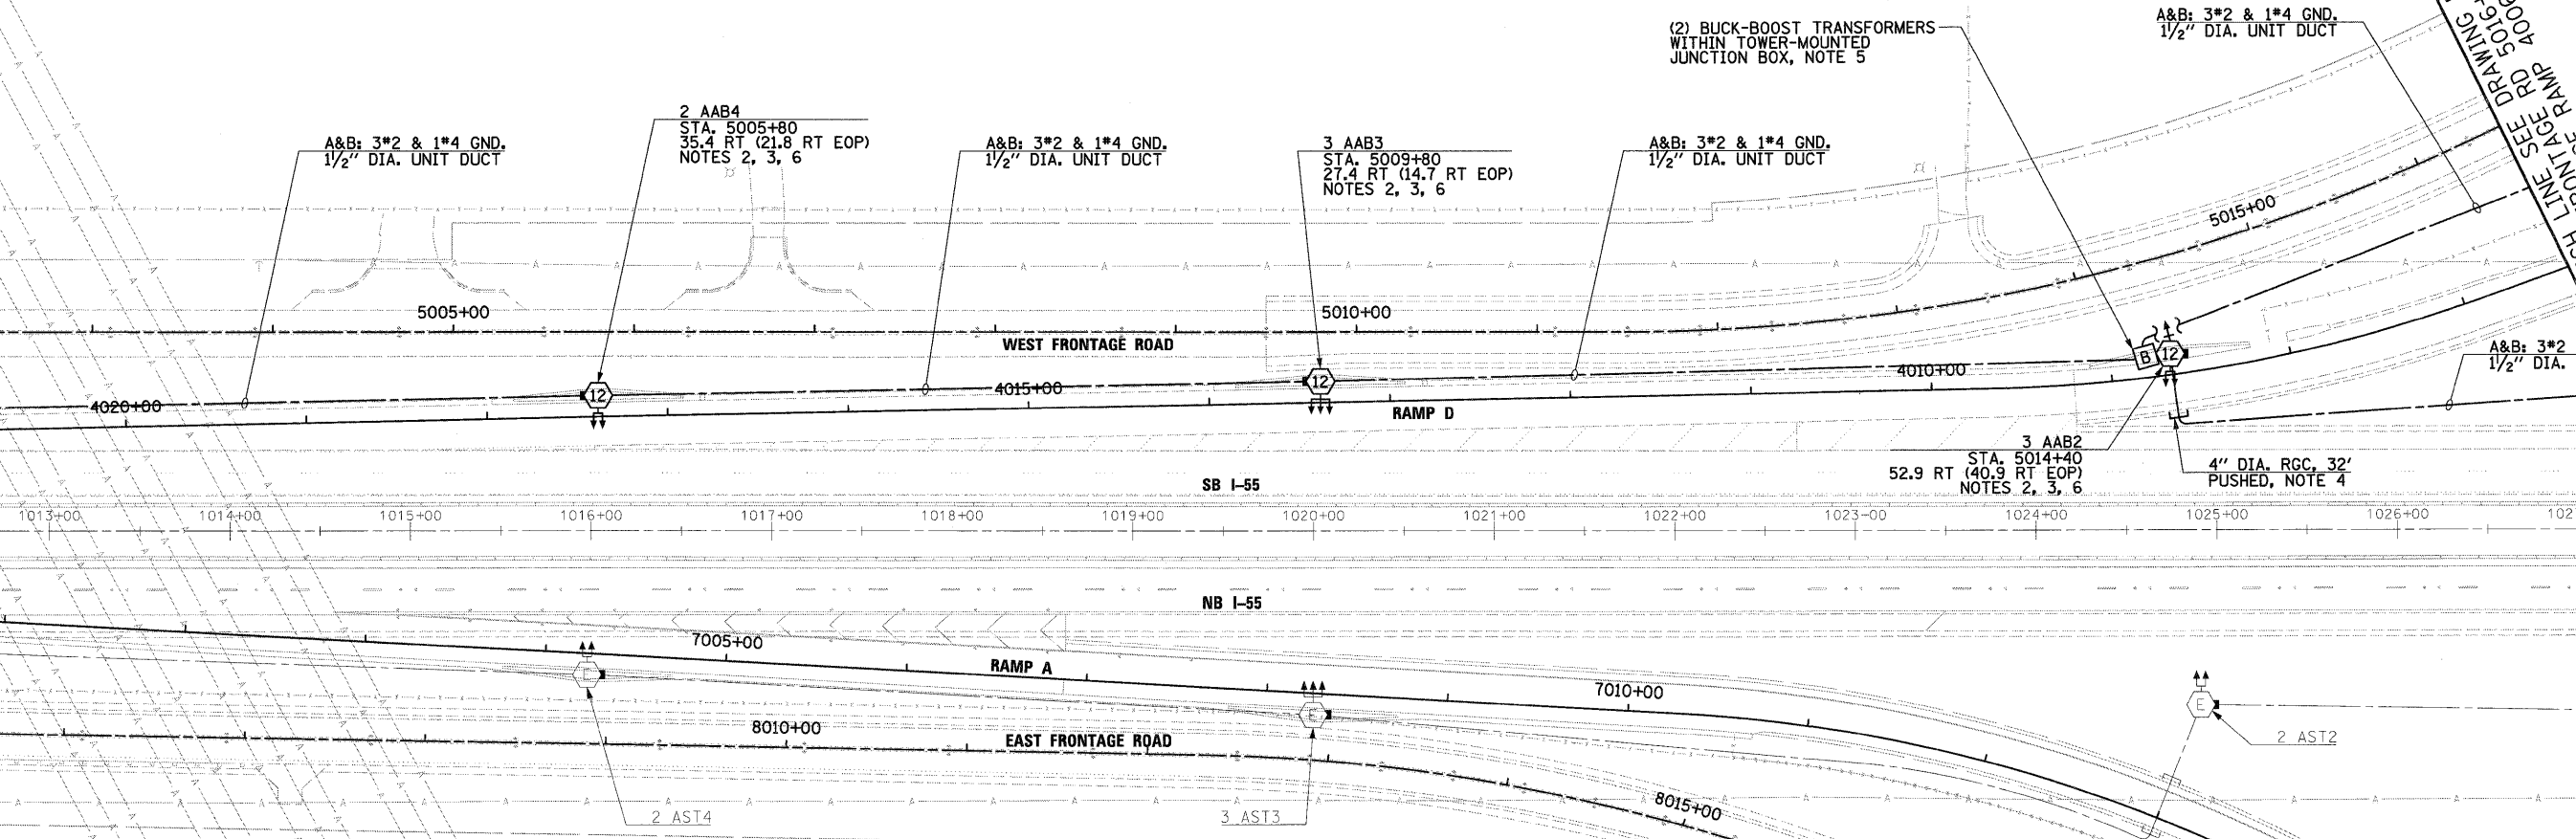 (2) BUCK-BOOST TRANSFORMERS
WITHIN TOWER-MOUNTED
JUNCTION BOX, NOTE 5
A&B: 3#2 & 1#4 GND.
1½" DIA. UNIT DUCT
LINE SEE DRAWING
RD 5016+
RAMP 4006
2 AAB4
STA. 5005+80
35.4 RT (21.8 RT EOP)
NOTES 2, 3, 6
A&B: 3#2 & 1#4 GND.
1½" DIA. UNIT DUCT
A&B: 3#2 & 1#4 GND.
1½" DIA. UNIT DUCT
3 AAB3
STA. 5009+80
27.4 RT (14.7 RT EOP)
NOTES 2, 3, 6
A&B: 3#2 & 1#4 GND.
1½" DIA. UNIT DUCT
5015+00
5005+00
5010+00
WEST FRONTAGE ROAD
B
12
A&B: 3#2
1½" DIA.
4010+00
12
4015+00
12
4020+00
RAMP D
3 AAB2
STA. 5014+40
52.9 RT (40.9 RT EOP)
NOTES 2, 3, 6
4" DIA. RGC, 32'
PUSHED, NOTE 4
SB I-55
1013+00
1014+00
1015+00
1016+00
1017+00
1018+00
1019+00
1020+00
1021+00
1022+00
1023+00
1024+00
1025+00
1026+00
102
NB I-55
7005+00
RAMP A
7010+00
E
E
E
8010+00
EAST FRONTAGE ROAD
2 AST2
8015+00
2 AST4
3 AST3